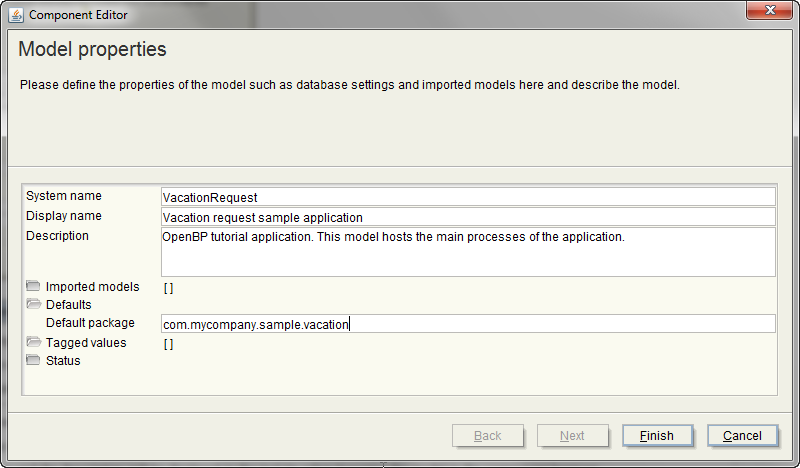 Component Editor
Model properties
Please define the properties of the model such as database settings and imported models here and describe the model.
System name VacationRequest
Display name Vacation request sample application
Description OpenBP tutorial application. This model hosts the main processes of the application.
Imported models [ ]
Defaults
Default package com.mycompany.sample.vacation
Tagged values [ ]
Status
Back Next Finish Cancel